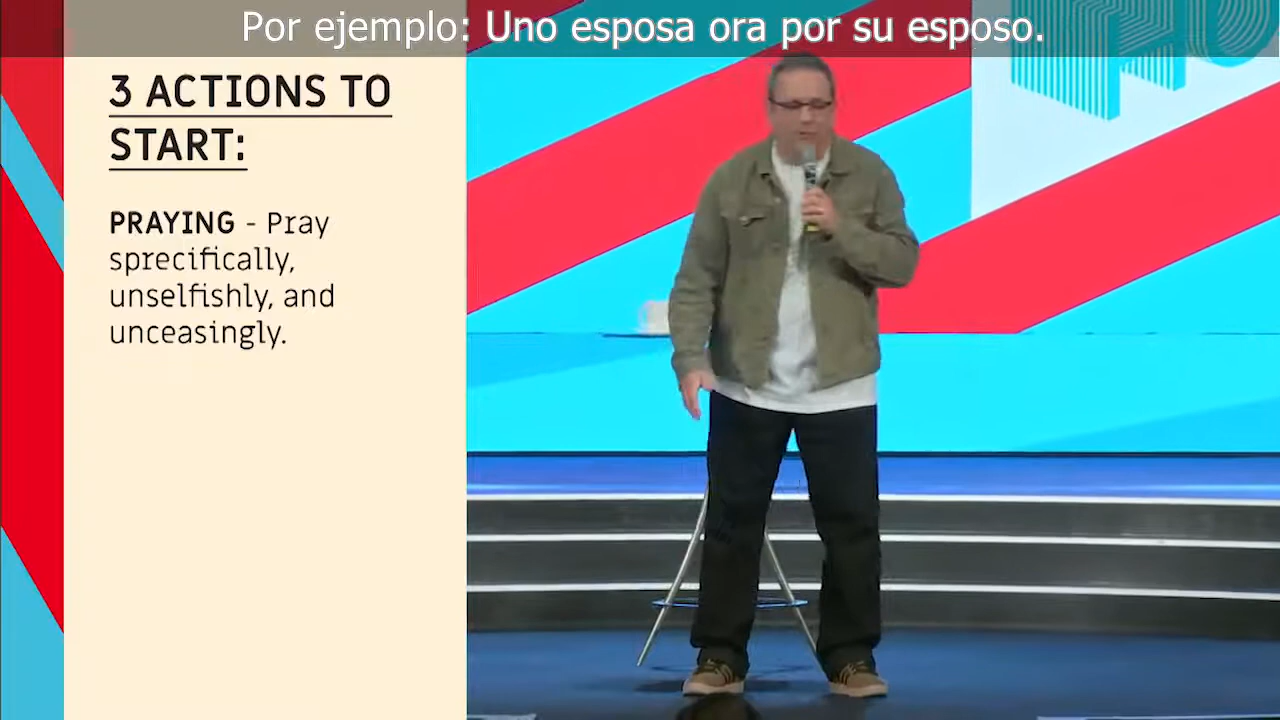 Por ejemplo: Uno esposa ora por su esposo.
3 ACTIONS TO
START:
PRAYING - Pray
sprecifically,
unselfishly, and
unceasingly.